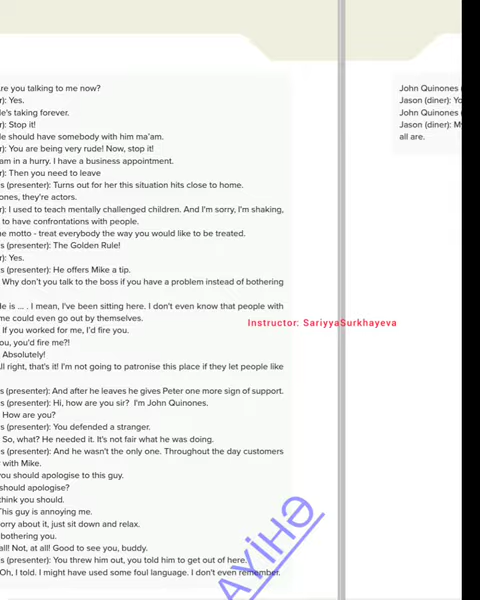 re you talking to me now?
r): Yes.
e's taking forever.
r): Stop it!
e should have somebody with him ma'am.
r): You are being very rude! Now, stop it!
am in a hurry. I have a business appointment.
r): Then you need to leave
s (presenter): Turns out for her this situation hits close to home.
ones, they're actors.
r): I used to teach mentally challenged children. And I'm sorry, I'm shaking,
to have confrontations with people.
e motto - treat everybody the way you would like to be treated.
s (presenter): The Golden Rule!
r): Yes.
s (presenter): He offers Mike a tip.
Why don't you talk to the boss if you have a problem instead of bothering
e is ... . I mean, I've been sitting here. I don't even know that people with
me could even go out by themselves.
If you worked for me, I'd fire you.
ou, you'd fire me?!
Absolutely!
ll right, that's it! I'm not going to patronise this place if they let people like
s (presenter): And after he leaves he gives Peter one more sign of support.
s (presenter): Hi, how are you sir? I'm John Quinones.
How are you?
s (presenter): You defended a stranger.
So, what? He needed it. It's not fair what he was doing.
s (presenter): And he wasn't the only one. Throughout the day customers
with Mike.
you should apologise to this guy.
should apologise?
think you should.
This guy is annoying me.
orry about it, just sit down and relax.
bothering you.
all! Not, at all! Good to see you, buddy.
s (presenter): You threw him out, you told him to get out of here.
Oh, I told. I might have used some foul language. I don't even remember.
John Quinones (
Jason (diner): Yo
John Quinones (
Jason (diner): M
all are.
Instructor: SariyyaSurkhayeva